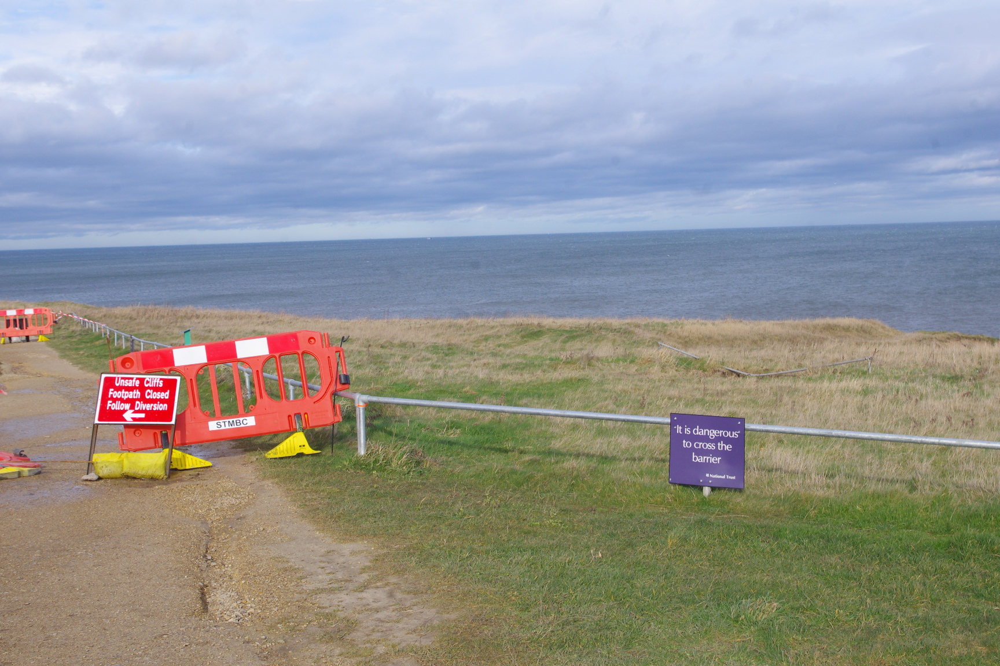 Unsafe Cliffs
Footpath Closed
Follow Diversion
STMBC
It is dangerous
to cross the
barrier
National Trust